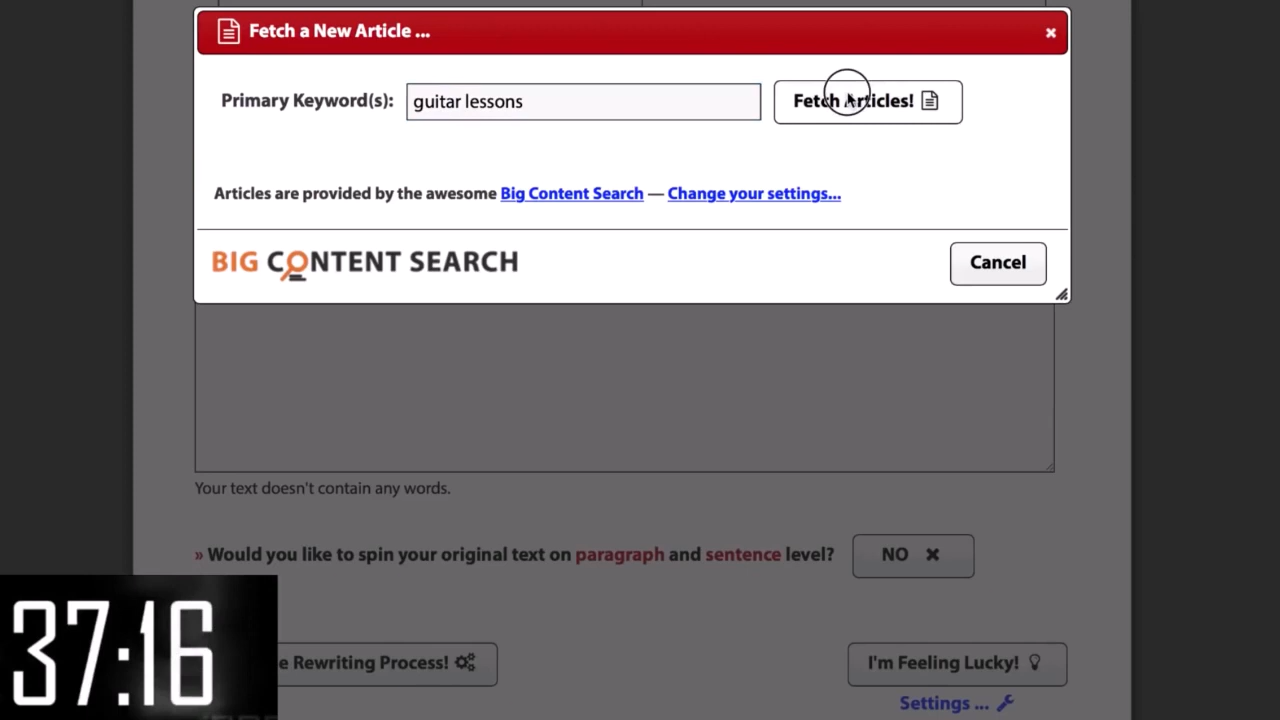 Fetch a New Article ...
Primary Keyword(s): guitar lessons Fetch Articles!
Articles are provided by the awesome Big Content Search — Change your settings...
BIG CONTENT SEARCH
Cancel
Your text doesn't contain any words.
» Would you like to spin your original text on paragraph and sentence level? NO
37:16
e Rewriting Process! I'm Feeling Lucky!
Settings ...